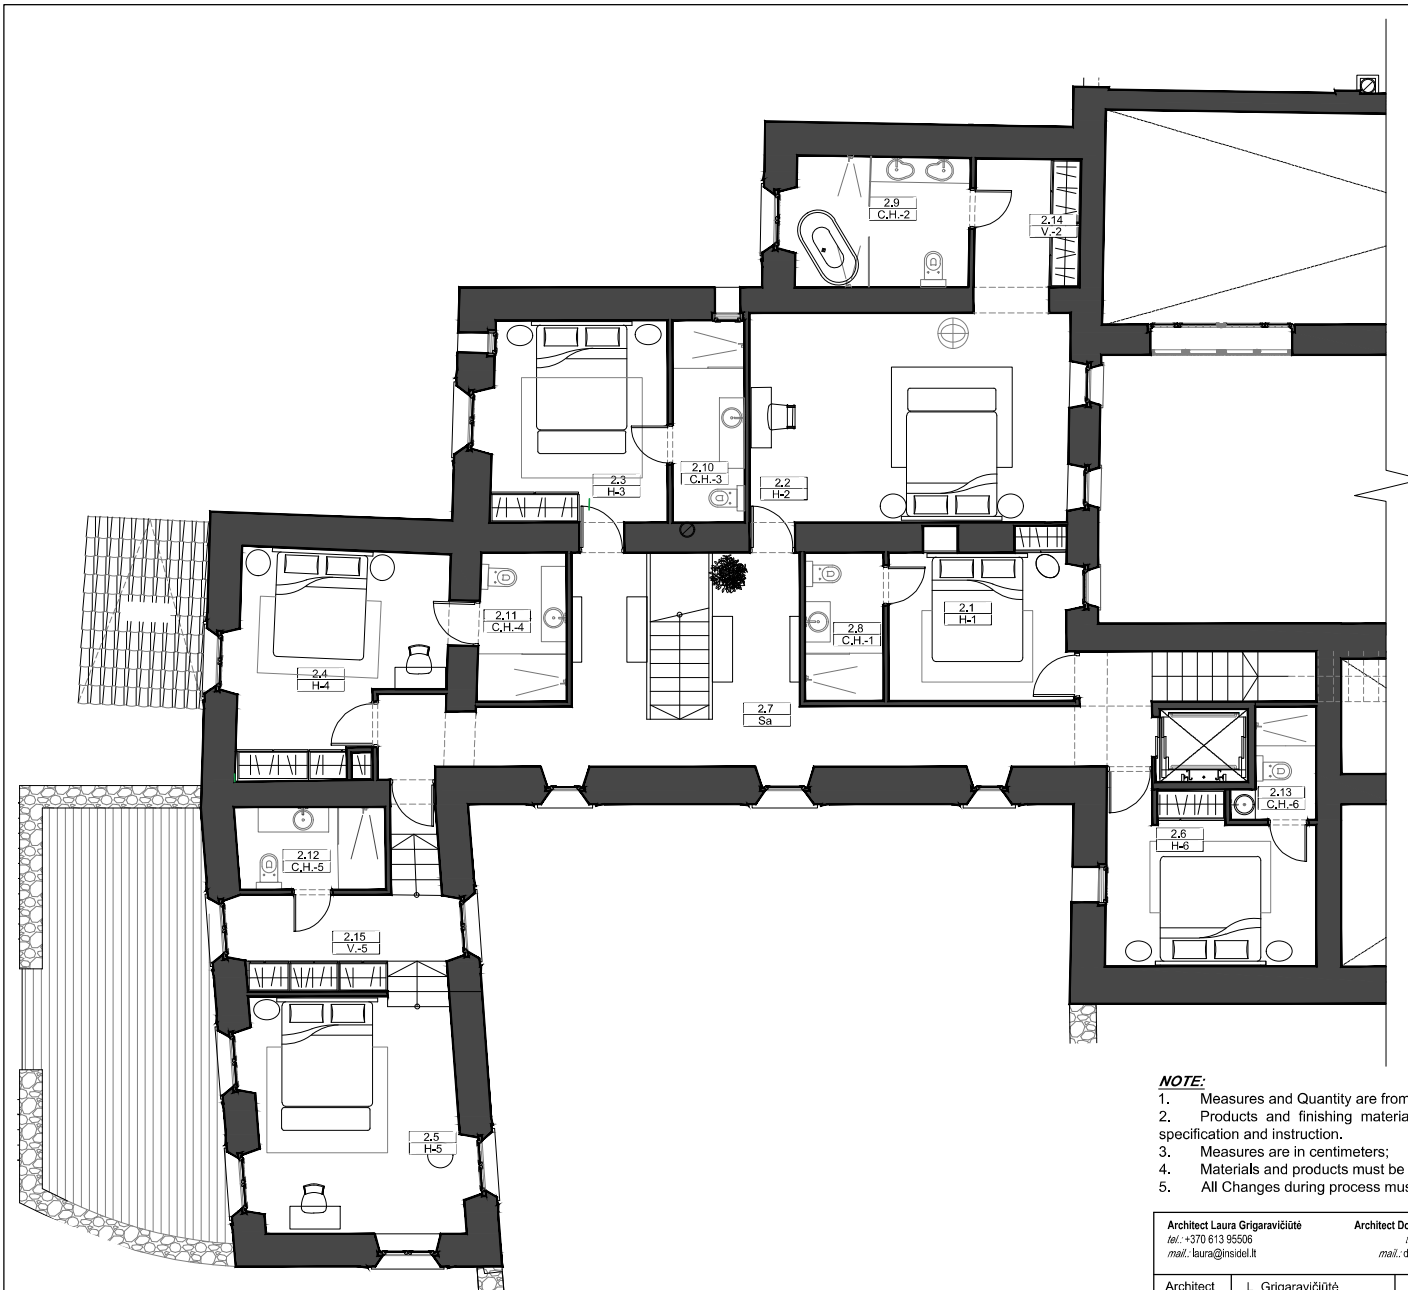 2.9
C.H.-2
2.14
V.-2
2.3
H-3
2.10
C.H.-3
2.2
H-2
2.11
C.H.-4
2.8
C.H.-1
2.1
H-1
2.4
H-4
2.7
Sa
2.13
C.H.-6
2.6
H-6
2.12
C.H.-5
2.15
V.-5
2.5
H-5
NOTE:
1. Measures and Quantity are from
2. Products and finishing materia
specification and instruction.
3. Measures are in centimeters;
4. Materials and products must be
5. All Changes during process mus
Architect Laura Grigaravičiūtė Architect Do
tel.: +370 613 95506
mail.: laura@insidel.lt mail.: d
Architect L. Grigaravičiūtė